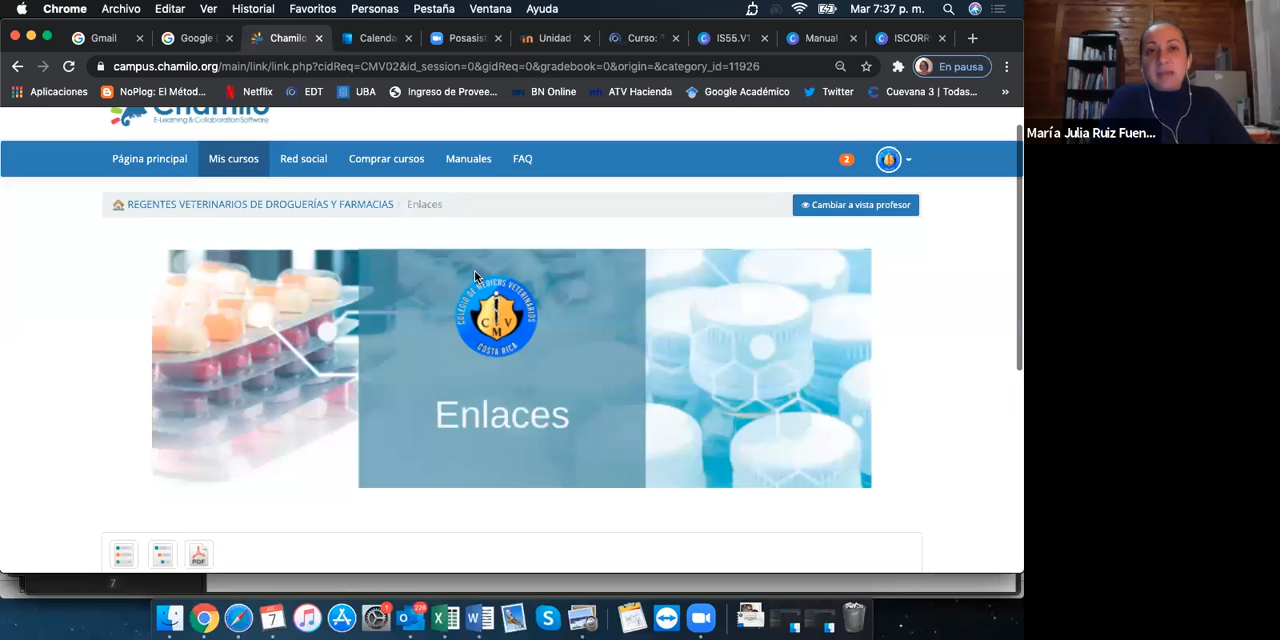 Chrome Archivo Editar Ver Historial Favoritos Personas Pestaña Ventana Ayuda Mar 7:37 p. m.
Gmail Google Chamilo Calenda Posasist Unidad Curso: IS55.V1 Manual ISCORR
campus.chamilo.org/main/link/link.php?cidReq=CMV02&id_session=0&gidReq=0&gradebook=0&origin=&category_id=11926 En pausa
Aplicaciones NoPlog: El Métod... Netflix EDT UBA Ingreso de Provee... BN Online ATV Hacienda Google Académico Twitter Cuevana 3 | Todas... »
María Julia Ruiz Fuen...
Chamilo
E-Learning & Collaboration Software
Página principal Mis cursos Red social Comprar cursos Manuales FAQ 2
REGENTES VETERINARIOS DE DROGUERÍAS Y FARMACIAS / Enlaces Cambiar a vista profesor
COLEGIO DE MÉDICOS VETERINARIOS
C V
M
COSTA RICA
Enlaces
PDF
7
JUL 7 1 226